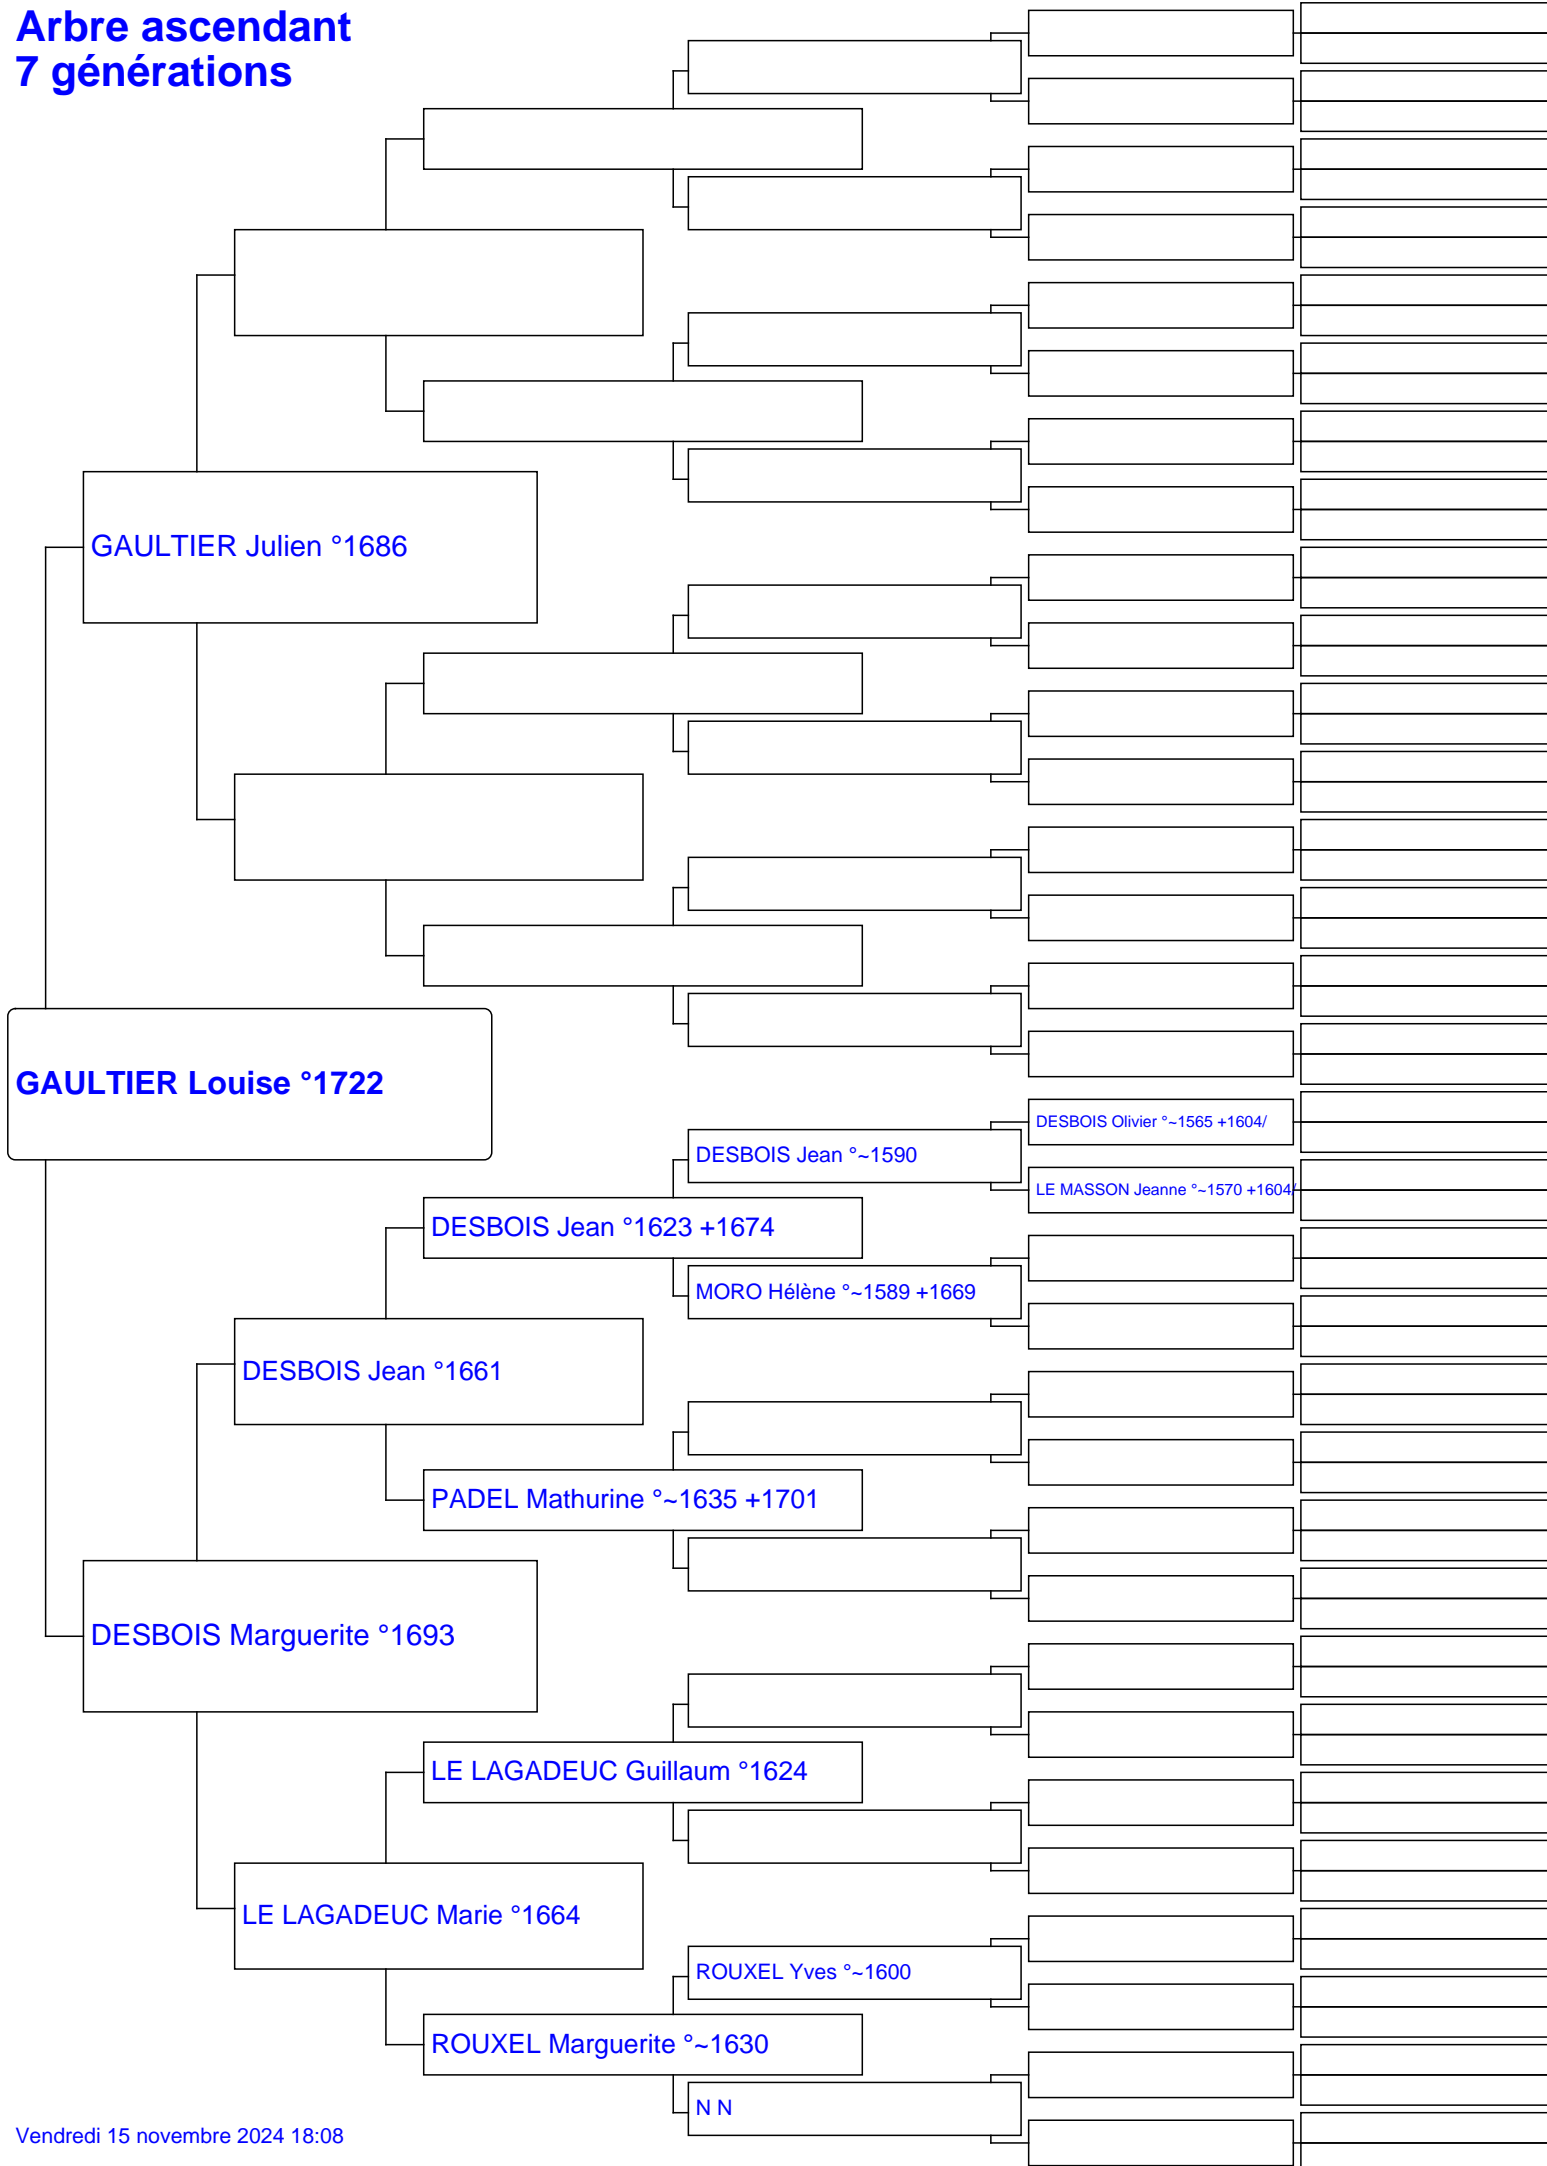 Arbre ascendant
7 générations
GAULTIER Julien °1686
GAULTIER Louise °1722
DESBOIS Olivier °~1565 +1604/
DESBOIS Jean °~1590
LE MASSON Jeanne °~1570 +1604/
DESBOIS Jean °1623 +1674
MORO Hélène °~1589 +1669
DESBOIS Jean °1661
PADEL Mathurine °~1635 +1701
DESBOIS Marguerite °1693
LE LAGADEUC Guillaum °1624
LE LAGADEUC Marie °1664
ROUXEL Yves °~1600
ROUXEL Marguerite °~1630
N N
Vendredi 15 novembre 2024 18:08